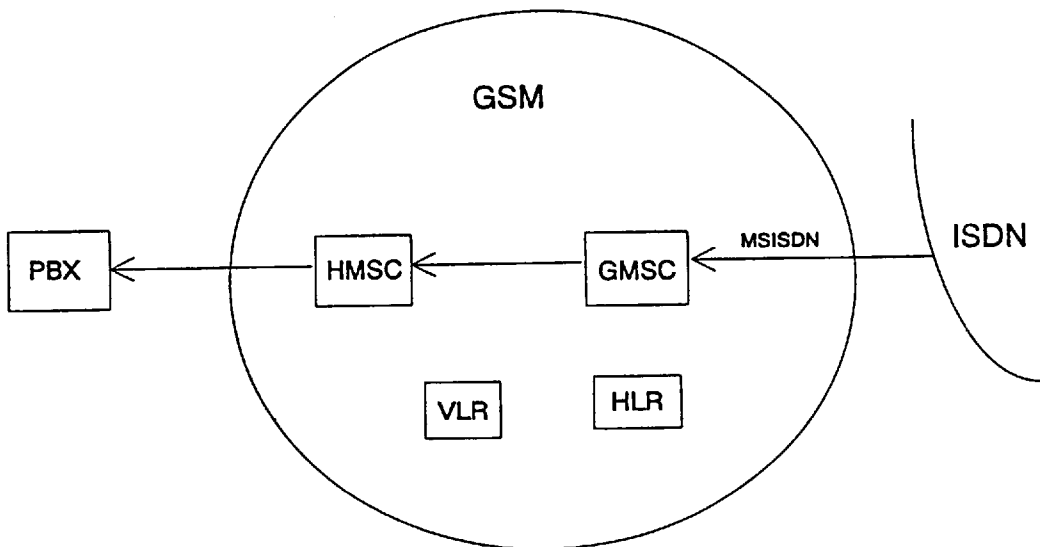 GSM
ISDN
MSISDN
PBX
HMSC
GMSC
VLR
HLR